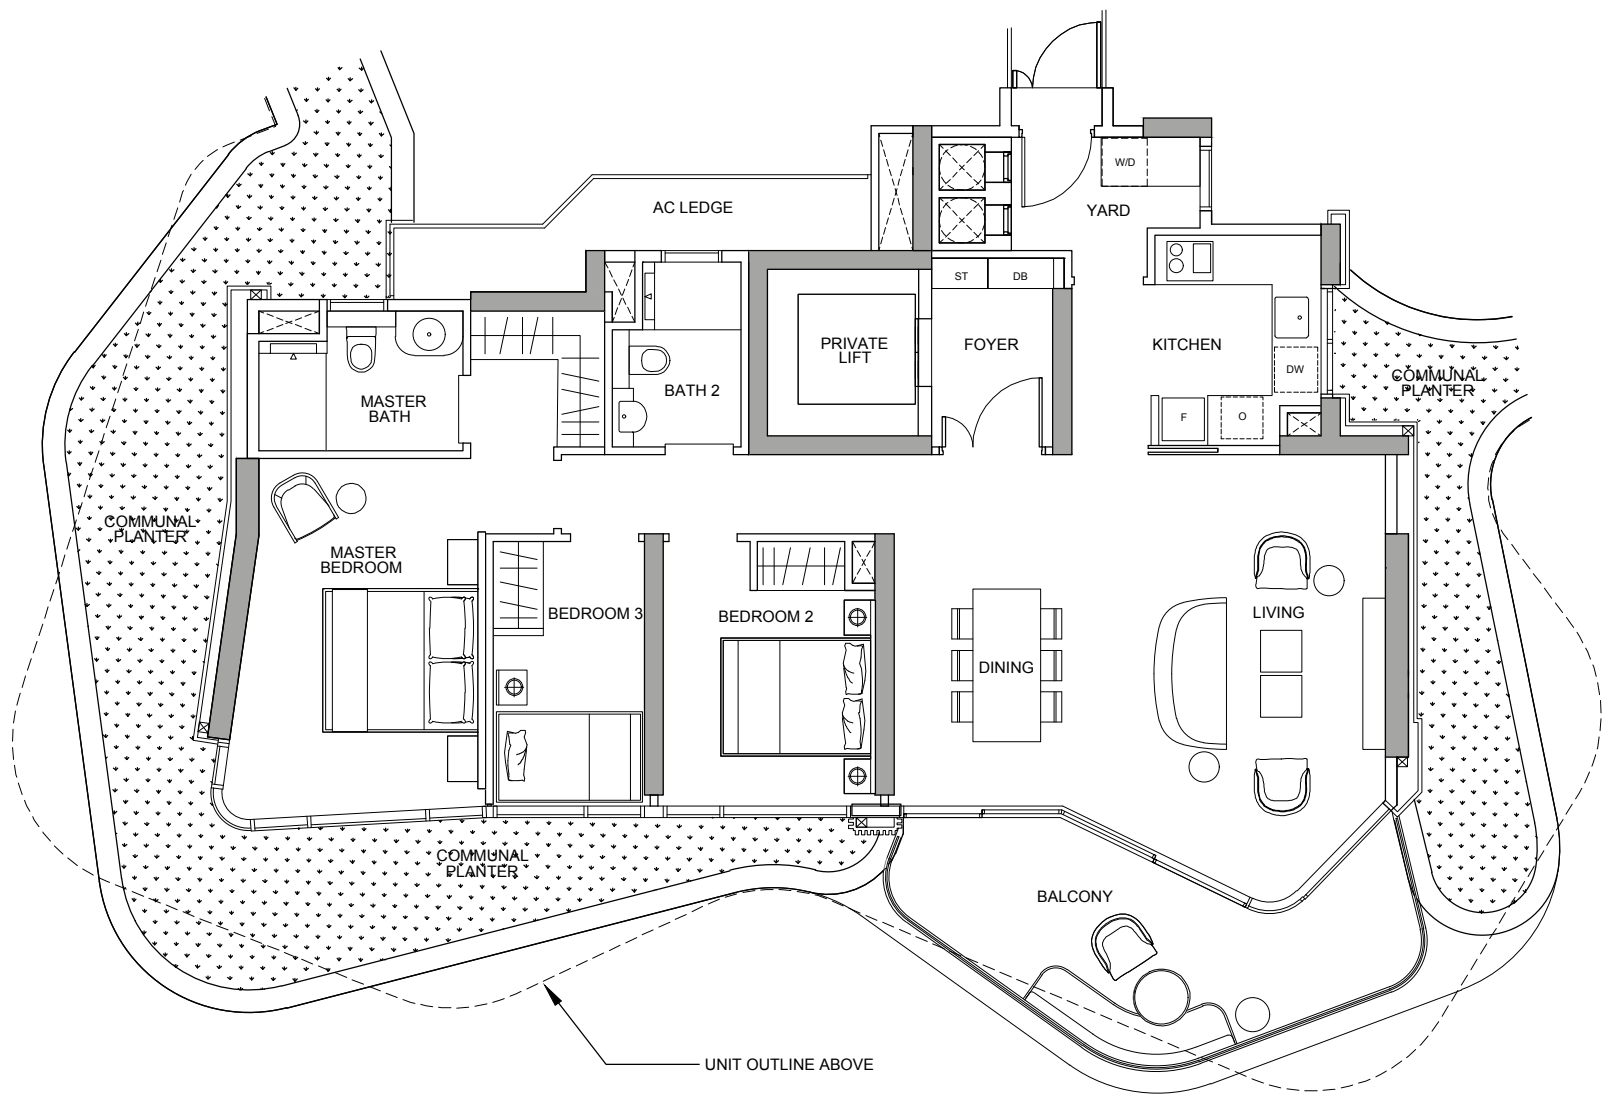 W/D
AC LEDGE
YARD
ST
DB
PRIVATE
LIFT
FOYER
KITCHEN
DW
COMMUNAL
PLANTER
MASTER
BATH
BATH 2
F
O
COMMUNAL
PLANTER
MASTER
BEDROOM
BEDROOM 3
BEDROOM 2
LIVING
DINING
COMMUNAL
PLANTER
BALCONY
UNIT OUTLINE ABOVE